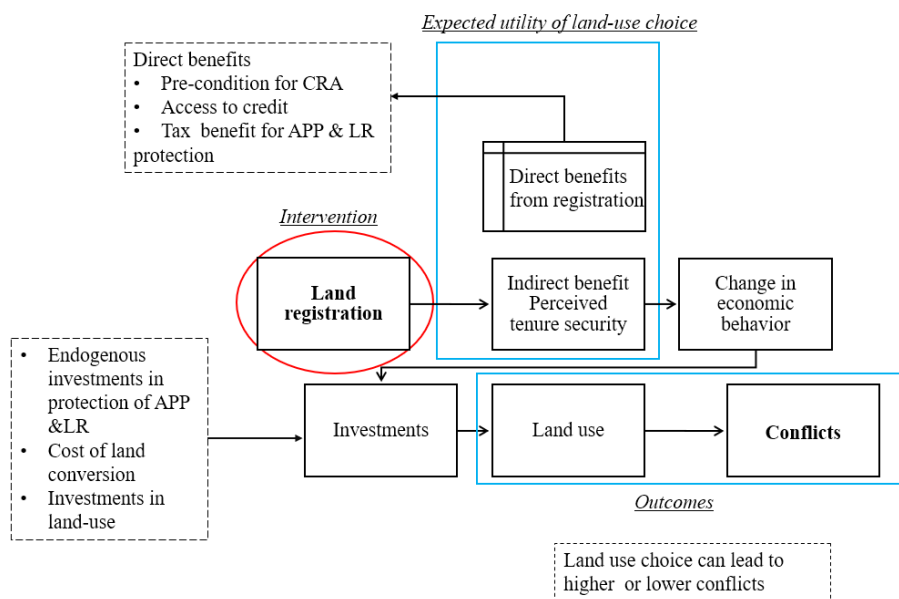 Expected utility of land-use choice
Direct benefits
• Pre-condition for CRA
• Access to credit
• Tax benefit for APP & LR
protection
Direct benefits
from registration
Intervention
Land
registration
Indirect benefit
Perceived
tenure security
Change in
economic
behavior
• Endogenous
investments in
protection of APP
&LR
• Cost of land
conversion
• Investments in
land-use
Investments
Land use
Conflicts
Outcomes
Land use choice can lead to
higher or lower conflicts